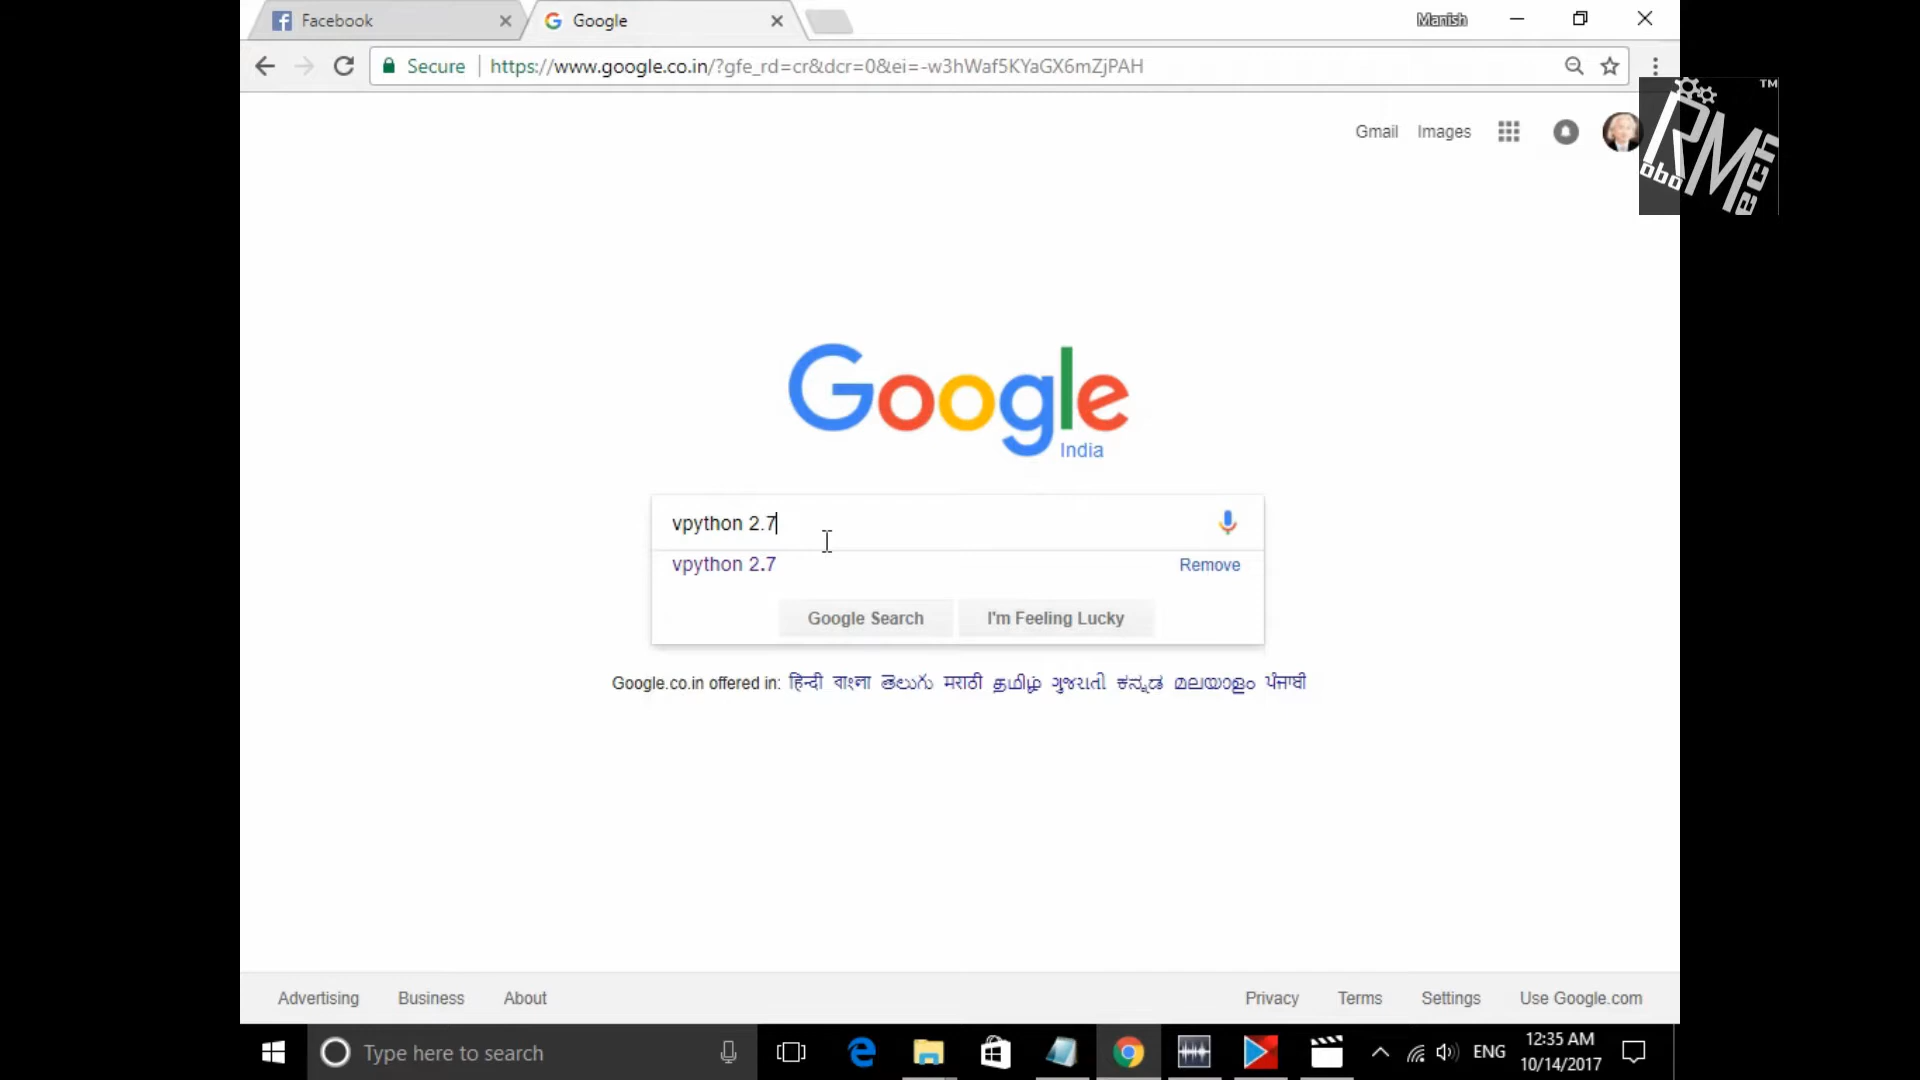 Facebook
Google
Manish
Secure
https://www.google.co.in/?gfe_rd=cr&dcr=0&ei=-w3hWaf5KYaGX6mZjPAH
TM
RoboMech
Gmail Images
Google
India
vpython 2.7
vpython 2.7 Remove
Google Search I'm Feeling Lucky
Google.co.in offered in: हिन्दी বাংলা తెలుగు मराठी தமிழ் ગુજરાતી ಕನ್ನಡ മലയാളം ਪੰਜਾਬੀ
Advertising Business About Privacy Terms Settings Use Google.com
Type here to search
ENG
12:35 AM
10/14/2017